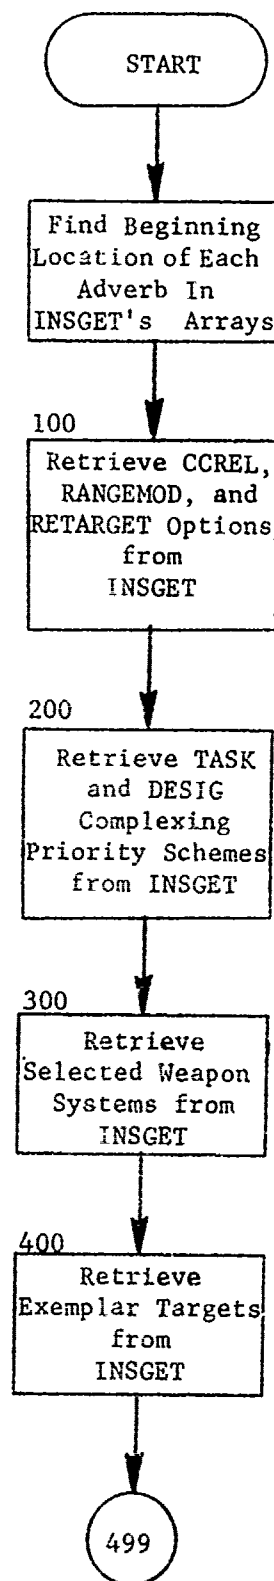 START
Find Beginning
Location of Each
Adverb In
INSGET's Arrays
100
Retrieve CCREL,
RANGEMOD, and
RETARGET Options
from
INSGET
200
Retrieve TASK
and DESIG
Complexing
Priority Schemes
from INSGET
300
Retrieve
Selected Weapon
Systems from
INSGET
400
Retrieve
Exemplar Targets
from
INSGET
499